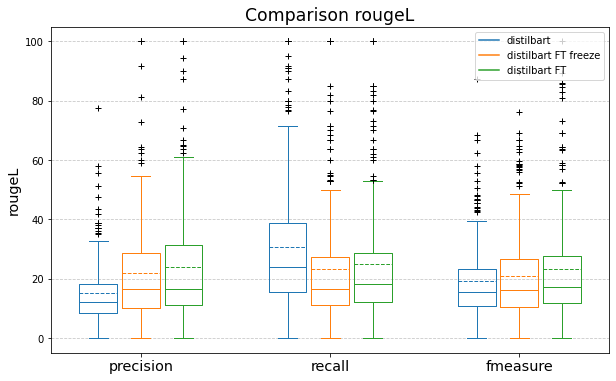 Comparison rougeL
100
80
60
40
20
0
rougeL
distilbart
distilbart FT freeze
distilbart FT
precision
recall
fmeasure